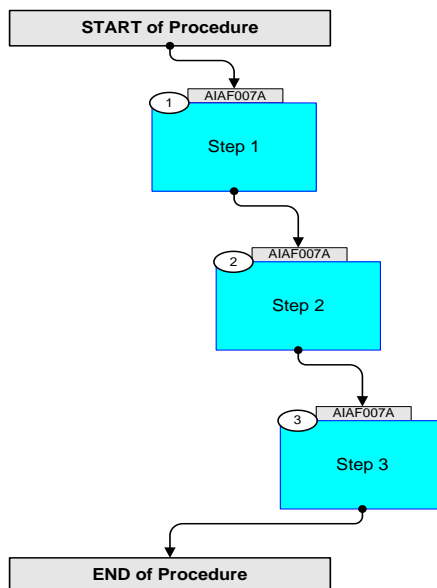 START of Procedure
AIAF007A
1
Step 1
AIAF007A
2
Step 2
AIAF007A
3
Step 3
END of Procedure